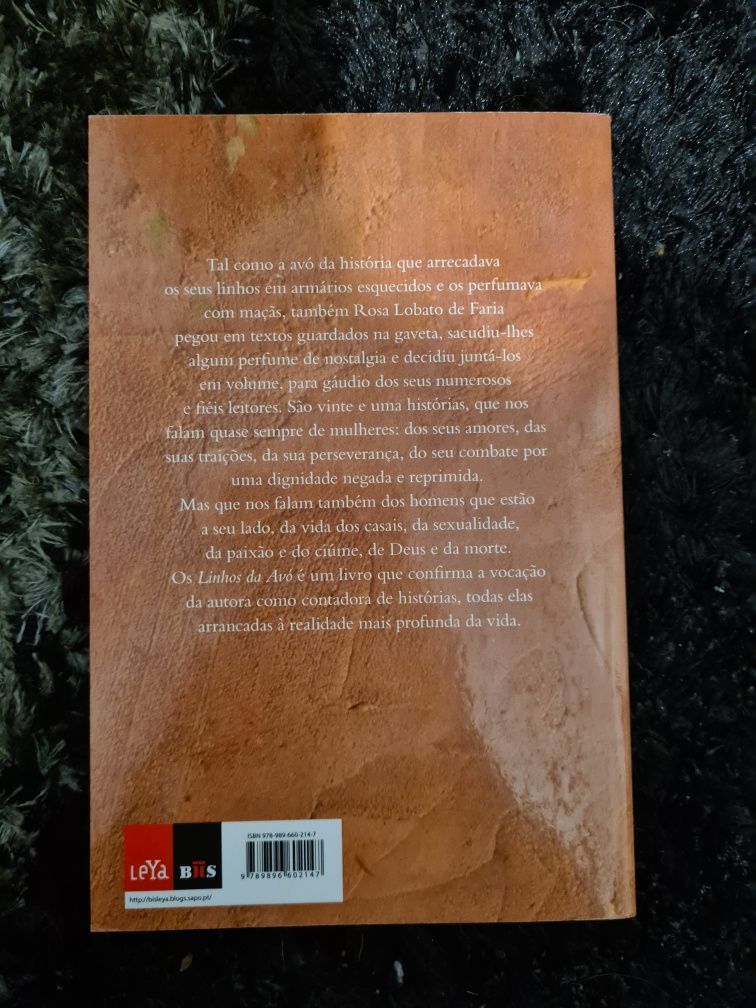 Tal como a avó da história que arrecadava
os seus linhos em armários esquecidos e os perfumava
com maçãs, também Rosa Lobato de Faria
pegou em textos guardados na gaveta, sacudiu-lhes
algum perfume de nostalgia e decidiu juntá-los
em volume, para gáudio dos seus numerosos
e fiéis leitores. São vinte e uma histórias, que nos
falam quase sempre de mulheres: dos seus amores, das
suas traições, da sua perseverança, do seu combate por
uma dignidade negada e reprimida.
Mas que nos falam também dos homens que estão
a seu lado, da vida dos casais, da sexualidade,
da paixão e do ciúme, de Deus e da morte.
Os Linhos da Avó é um livro que confirma a vocação
da autora como contadora de histórias, todas elas
arrancadas à realidade mais profunda da vida.
LEYA
BIIS
ISBN 978-989-660-214-7
9 789896 602147
http://bisleya.blogs.sapo.pt/